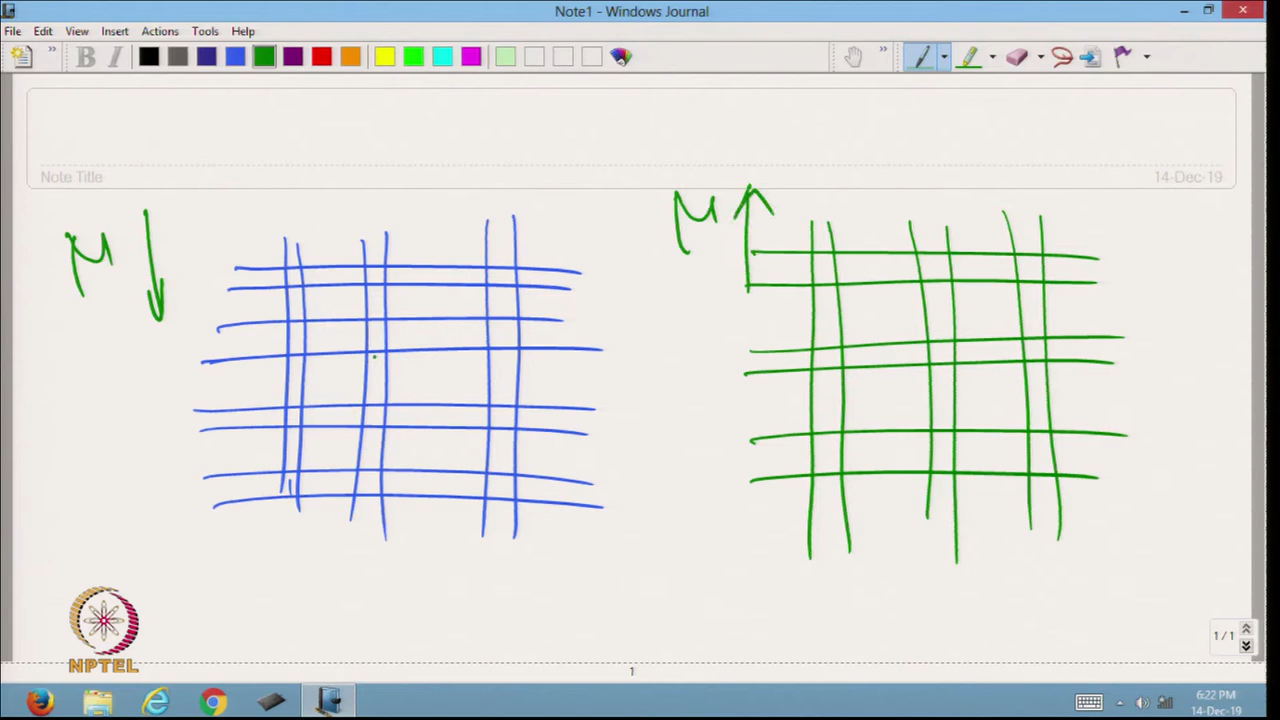 Note1 - Windows Journal
File Edit View Insert Actions Tools Help
B I
Note Title
14-Dec-19
μ ↓
μ ↑
1 / 1
NPTEL
1
6:22 PM
14-Dec-19